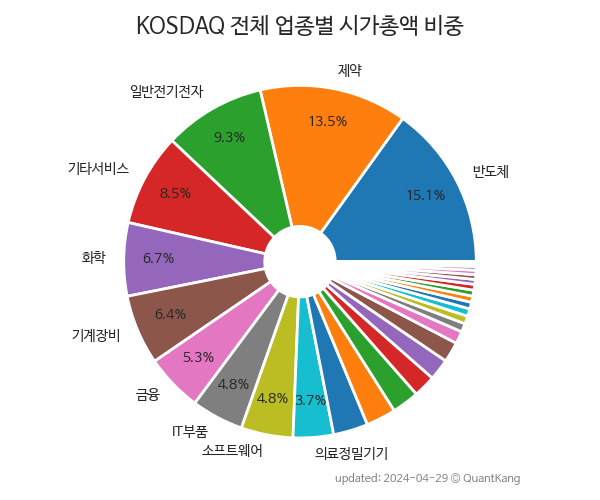 KOSDAQ 전체 업종별 시가총액 비중
제약
일반전기전자
13.5%
9.3%
반도체
기타서비스
8.5%
15.1%
화학
6.7%
6.4%
기계장비
5.3%
4.8%
4.8%
3.7%
금융
IT부품
소프트웨어
의료정밀기기
updated: 2024-04-29 © QuantKang